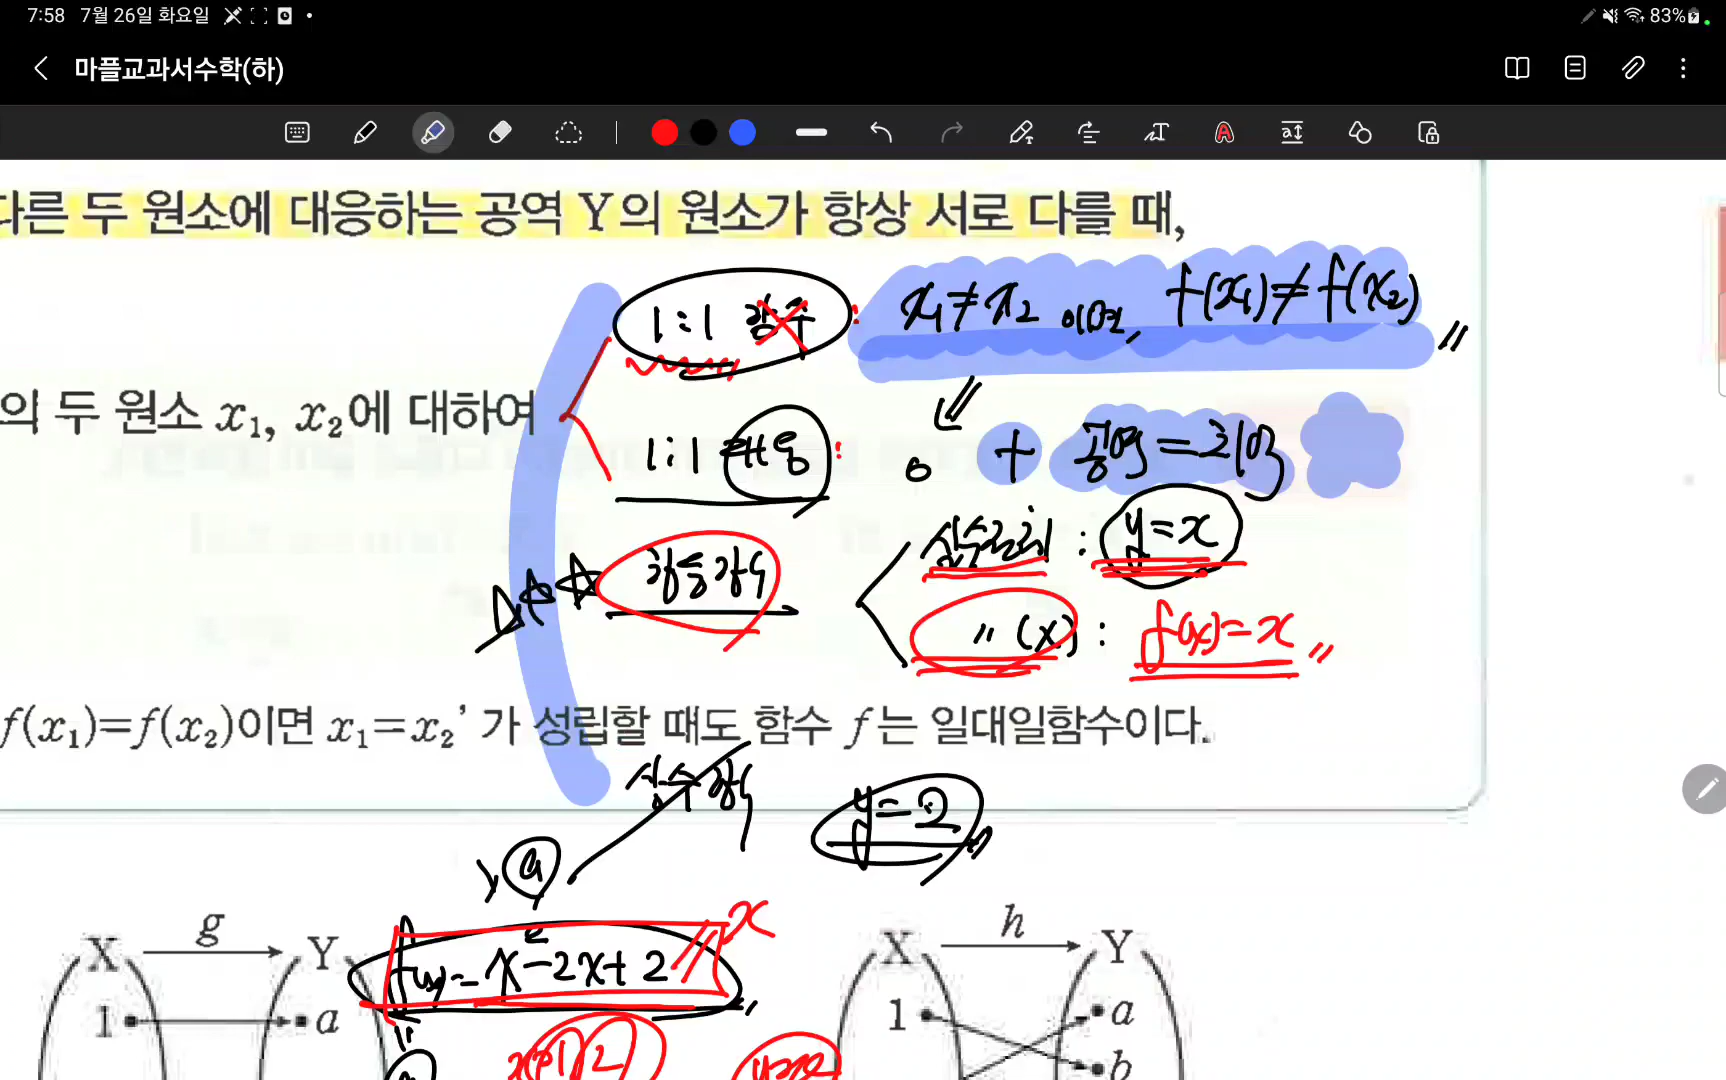 7:58 7월 26일 화요일
83%
마플교과서수학(하)
다른 두 원소에 대응하는 공역 Y의 원소가 항상 서로 다를 때,
1:1 함수 : x₁≠x₂ 이면, f(x₁)≠f(x₂)
의 두 원소 x₁, x₂에 대하여
1:1 대응 : + 공역=치역
항등함수
실수전체 : y=x
〃 (x) : f(x)=x
f(x₁)=f(x₂)이면 x₁=x₂’가 성립할 때도 함수 f는 일대일함수이다.
상수함수
y=2
a
x
X g Y
f(x)=x²-2x+2
X h Y
1 a
1 a
b